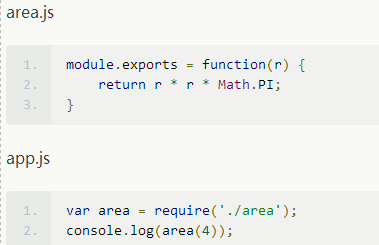 area.js
1. module.exports = function(r) {
2.     return r * r * Math.PI;
3. }
app.js
1. var area = require('./area');
2. console.log(area(4));